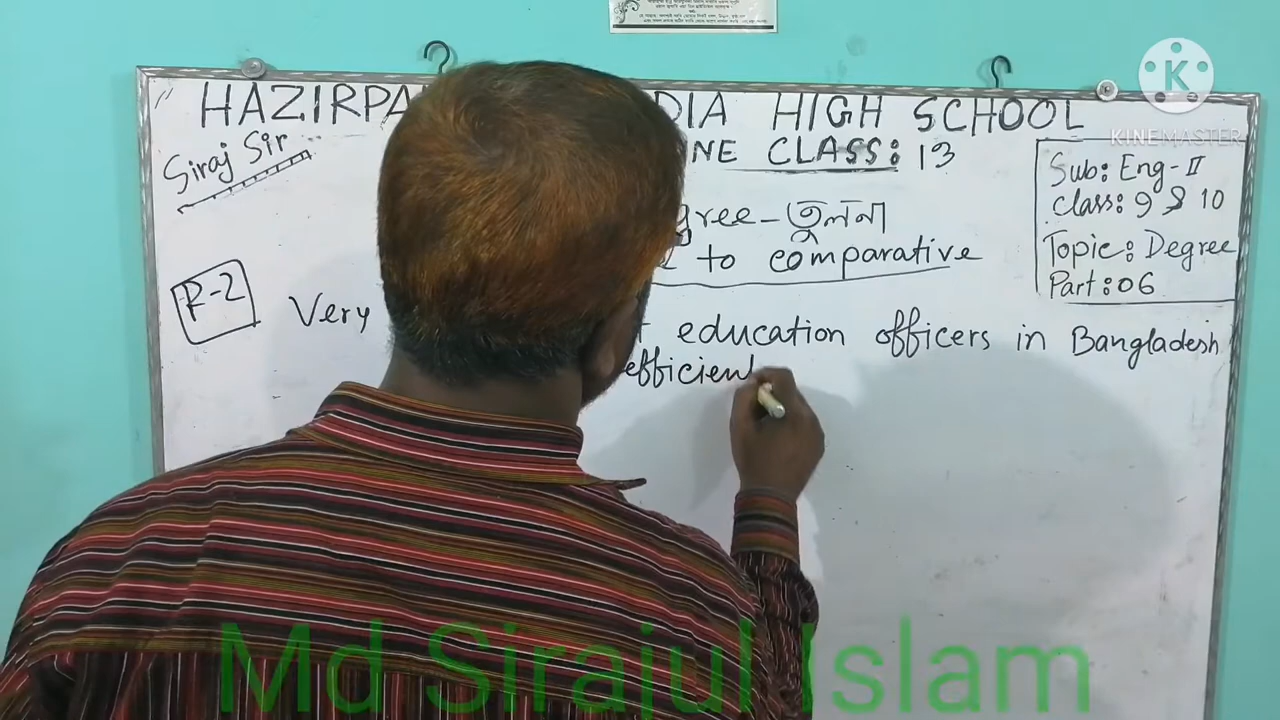 HAZIRPA DIA HIGH SCHOOL
Siraj Sir
NE CLASS: 13
Sub: Eng-II
Class: 9 & 10
Topic: Degree
Part: 06
gree - তুলনা
to comparative
R-2
Very education officers in Bangladesh
efficient
KINEMASTER
Md Sirajul Islam